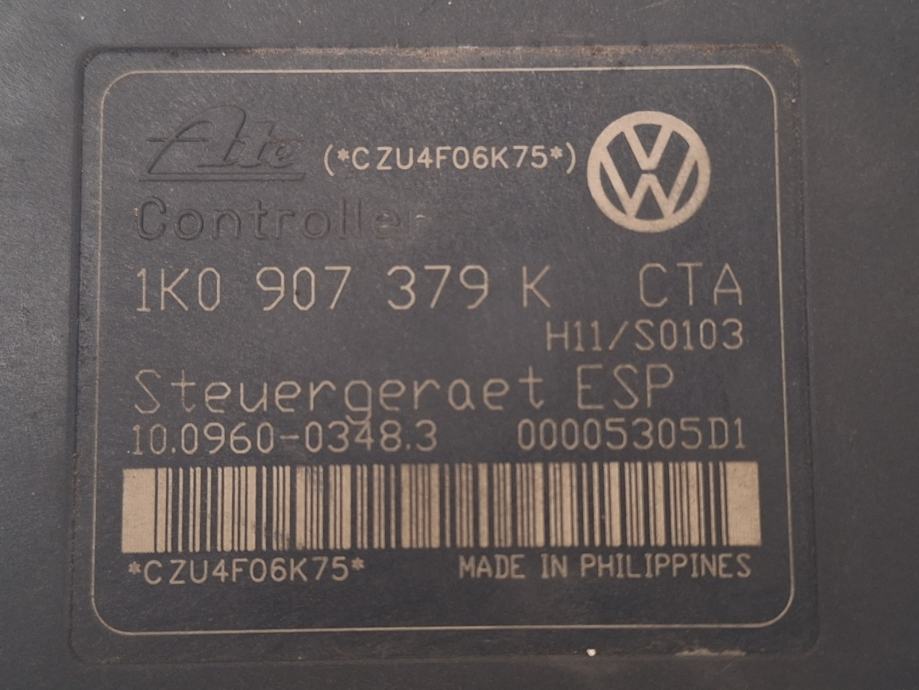 Ate (*CZU4F06K75*)
Controller
1K0 907 379 K CTA
H11/S0103
Steuergeraet ESP
10.0960-0348.3 00005305D1
*CZU4F06K75* MADE IN PHILIPPINES